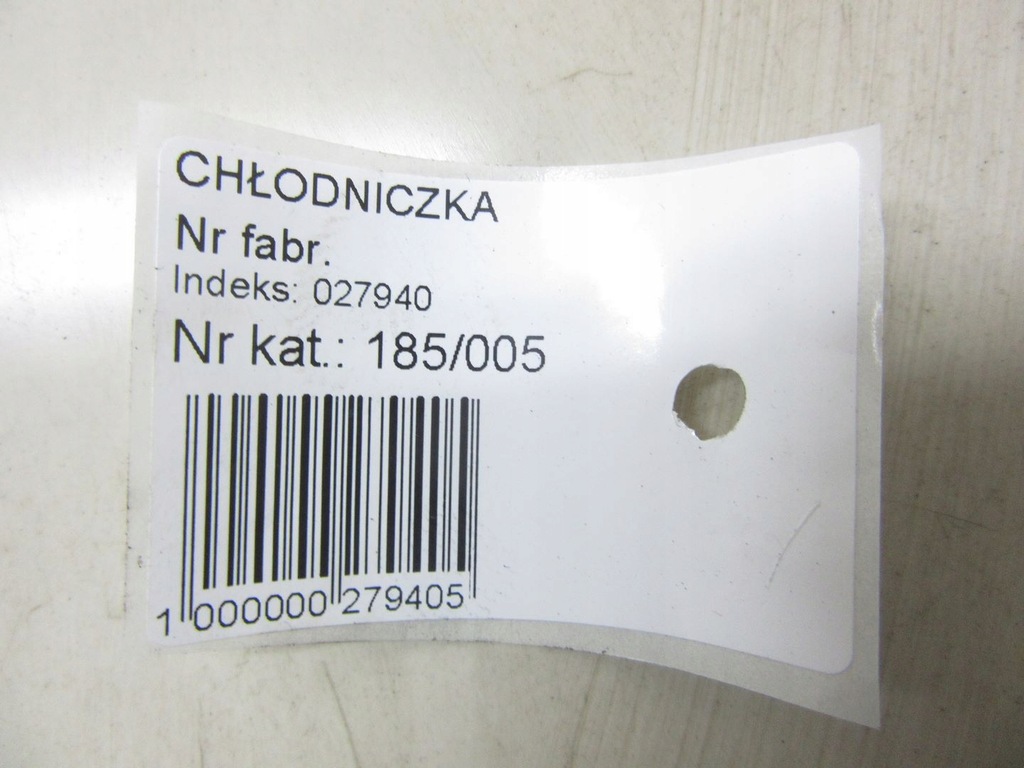 CHŁODNICZKA
Nr fabr.
Indeks: 027940
Nr kat.: 185/005
1 000000 279405